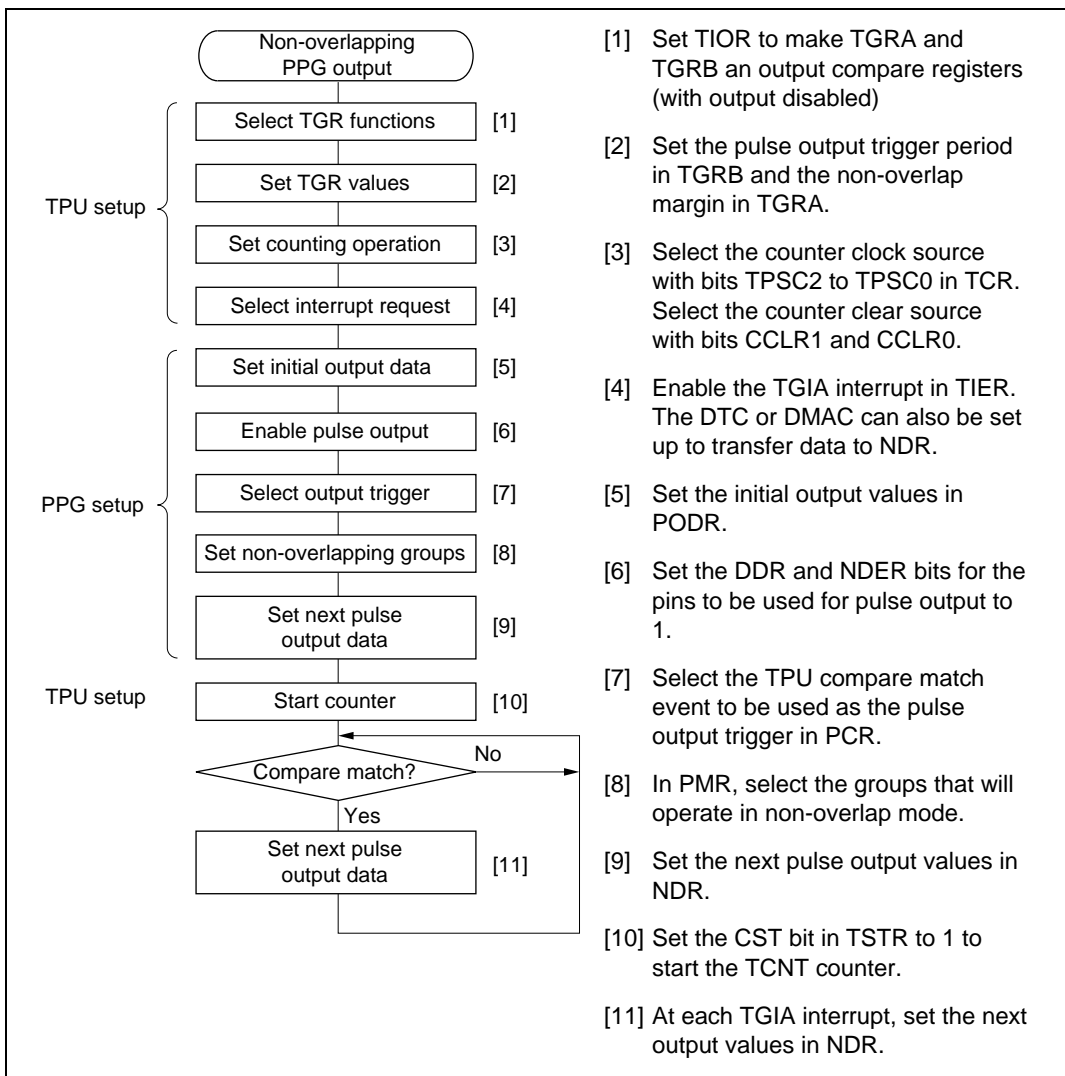 Non-overlapping
PPG output
TPU setup
Select TGR functions [1]
Set TGR values [2]
Set counting operation [3]
Select interrupt request [4]
PPG setup
Set initial output data [5]
Enable pulse output [6]
Select output trigger [7]
Set non-overlapping groups [8]
Set next pulse
output data
[9]
TPU setup
Start counter [10]
Compare match?
No
Yes
Set next pulse
output data
[11]
[1] Set TIOR to make TGRA and
TGRB an output compare registers
(with output disabled)
[2] Set the pulse output trigger period
in TGRB and the non-overlap
margin in TGRA.
[3] Select the counter clock source
with bits TPSC2 to TPSC0 in TCR.
Select the counter clear source
with bits CCLR1 and CCLR0.
[4] Enable the TGIA interrupt in TIER.
The DTC or DMAC can also be set
up to transfer data to NDR.
[5] Set the initial output values in
PODR.
[6] Set the DDR and NDER bits for the
pins to be used for pulse output to
1.
[7] Select the TPU compare match
event to be used as the pulse
output trigger in PCR.
[8] In PMR, select the groups that will
operate in non-overlap mode.
[9] Set the next pulse output values in
NDR.
[10] Set the CST bit in TSTR to 1 to
start the TCNT counter.
[11] At each TGIA interrupt, set the next
output values in NDR.